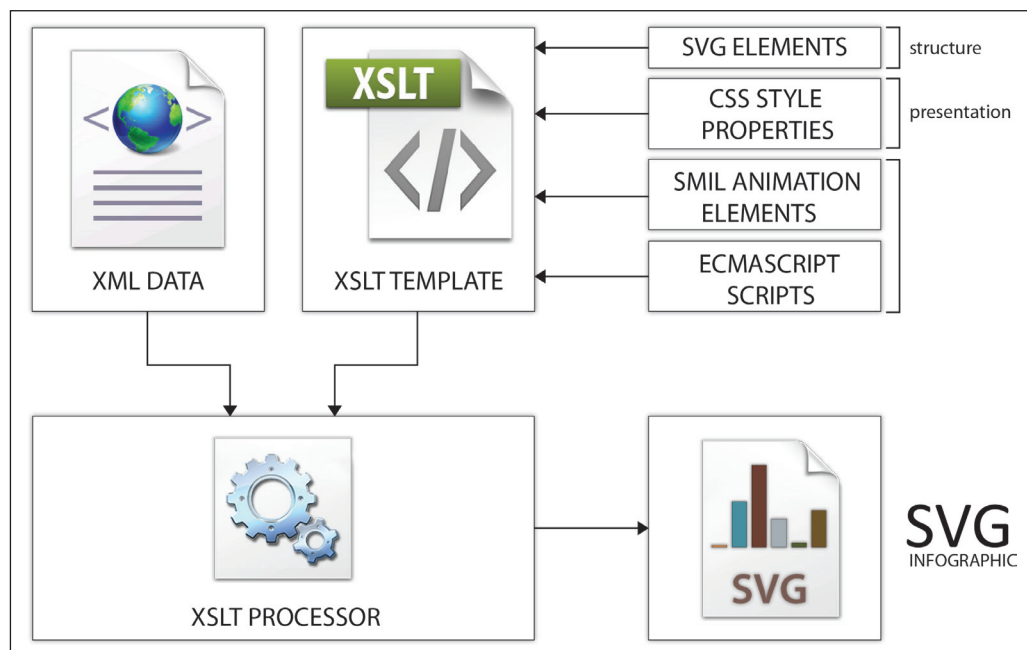 XSLT
XML DATA
XSLT TEMPLATE
SVG ELEMENTS
structure
CSS STYLE
PROPERTIES
presentation
SMIL ANIMATION
ELEMENTS
ECMASCRIPT
SCRIPTS
XSLT PROCESSOR
SVG
SVG
INFOGRAPHIC